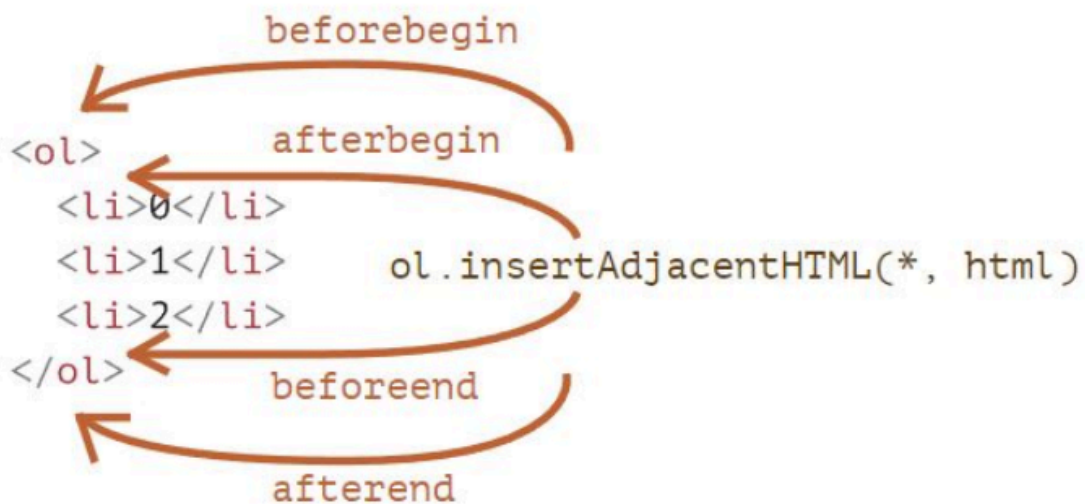 beforebegin
afterbegin
<ol>
<li>0</li>
<li>1</li>
<li>2</li>
</ol>
ol.insertAdjacentHTML(*, html)
beforeend
afterend